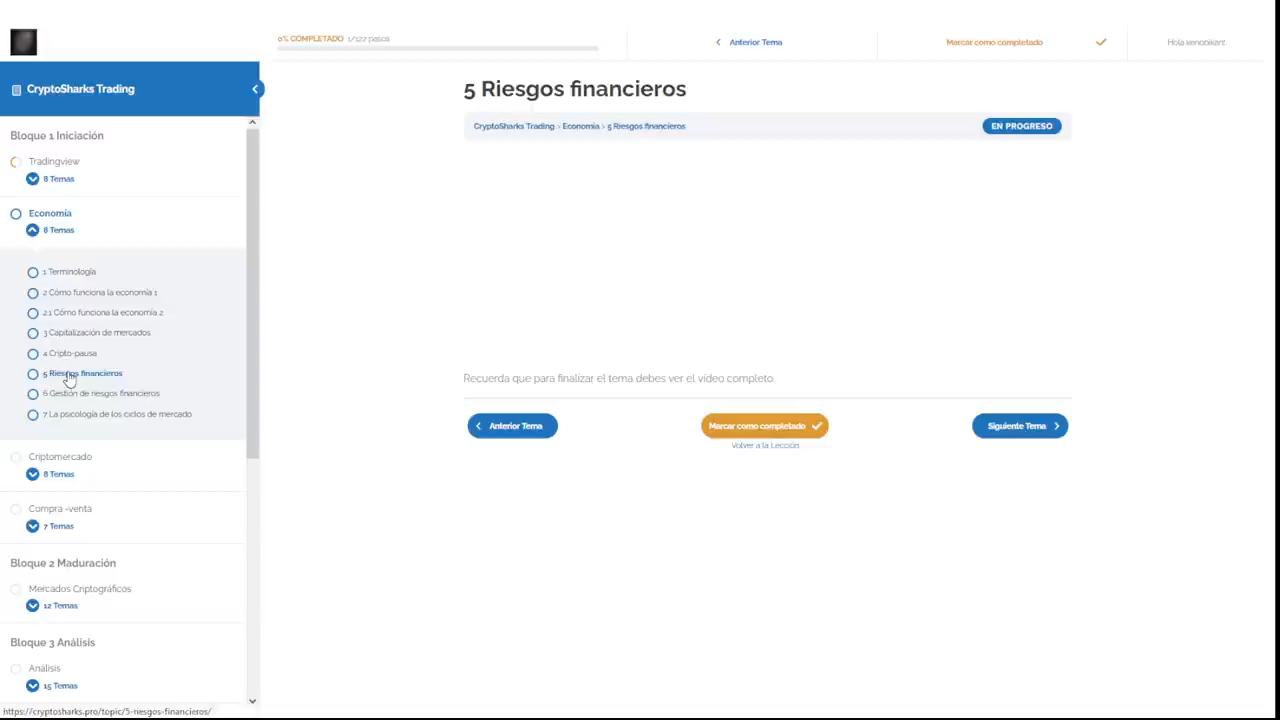 0% COMPLETADO 1/122 pasos
Anterior Tema
Marcar como completado
Hola xenopikant
CryptoSharks Trading
5 Riesgos financieros
CryptoSharks Trading > Economía > 5 Riesgos financieros
EN PROGRESO
Bloque 1 Iniciación
Tradingview
8 Temas
Economía
8 Temas
1 Terminología
2 Cómo funciona la economía 1
2.1 Cómo funciona la economía 2
3 Capitalización de mercados
4 Cripto-pausa
5 Riesgos financieros
6 Gestión de riesgos financieros
7 La psicología de los ciclos de mercado
Criptomercado
8 Temas
Compra -venta
7 Temas
Bloque 2 Maduración
Mercados Criptográficos
12 Temas
Bloque 3 Análisis
Análisis
15 Temas
Recuerda que para finalizar el tema debes ver el vídeo completo.
Anterior Tema
Marcar como completado
Siguiente Tema
Volver a la Lección
https://cryptosharks.pro/topic/5-riesgos-financieros/